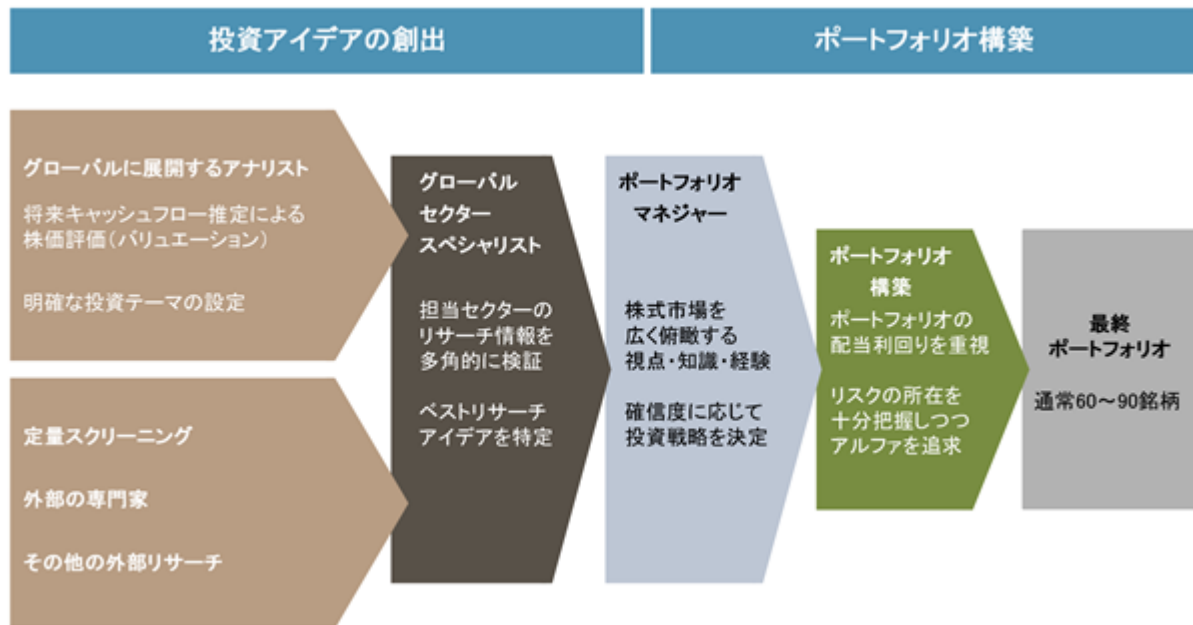 投資アイデアの創出
ポートフォリオ構築
グローバルに展開するアナリスト
将来キャッシュフロー推定による
株価評価(バリュエーション)
明確な投資テーマの設定
定量スクリーニング
外部の専門家
その他の外部リサーチ
グローバル
セクター
スペシャリスト
担当セクターの
リサーチ情報を
多角的に検証
ベストリサーチ
アイデアを特定
ポートフォリオ
マネジャー
株式市場を
広く俯瞰する
視点・知識・経験
確信度に応じて
投資戦略を決定
ポートフォリオ
構築
ポートフォリオの
配当利回りを重視
リスクの所在を
十分把握しつつ
アルファを追求
最終
ポートフォリオ
通常60～90銘柄